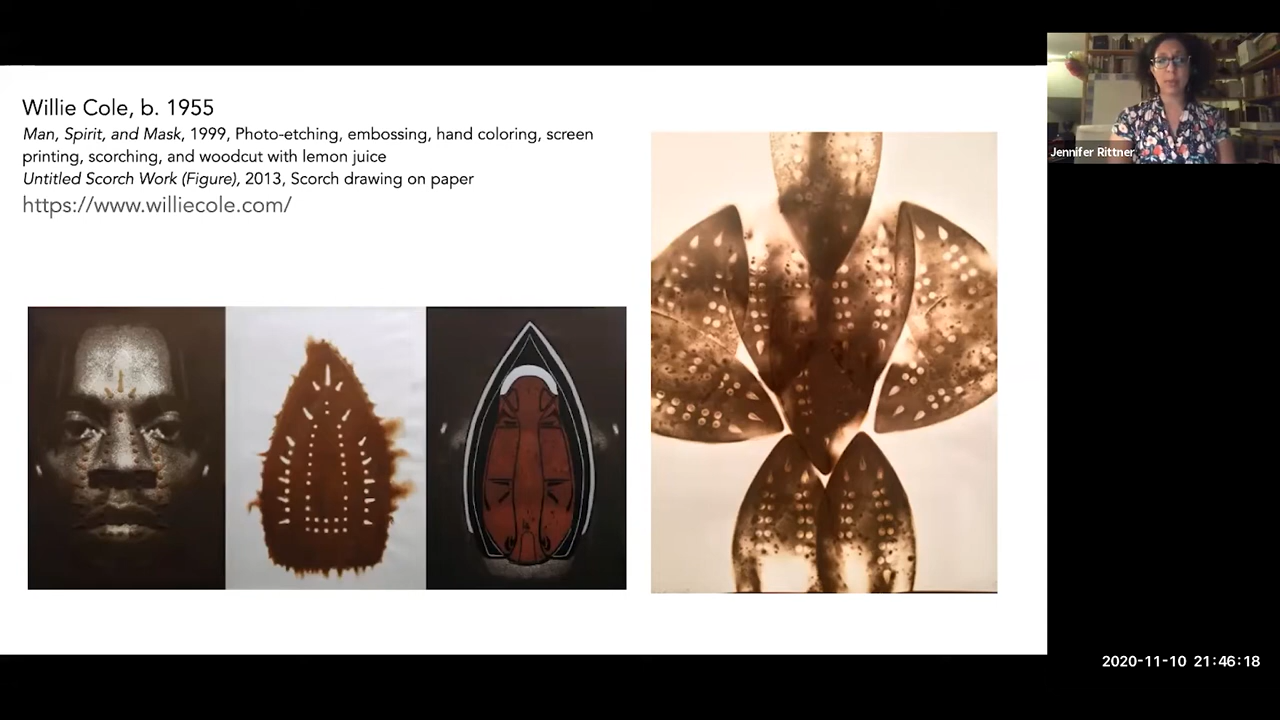 Willie Cole, b. 1955
Man, Spirit, and Mask, 1999, Photo-etching, embossing, hand coloring, screen
printing, scorching, and woodcut with lemon juice
Untitled Scorch Work (Figure), 2013, Scorch drawing on paper
https://www.williecole.com/
Jennifer Rittner
2020-11-10 21:46:18